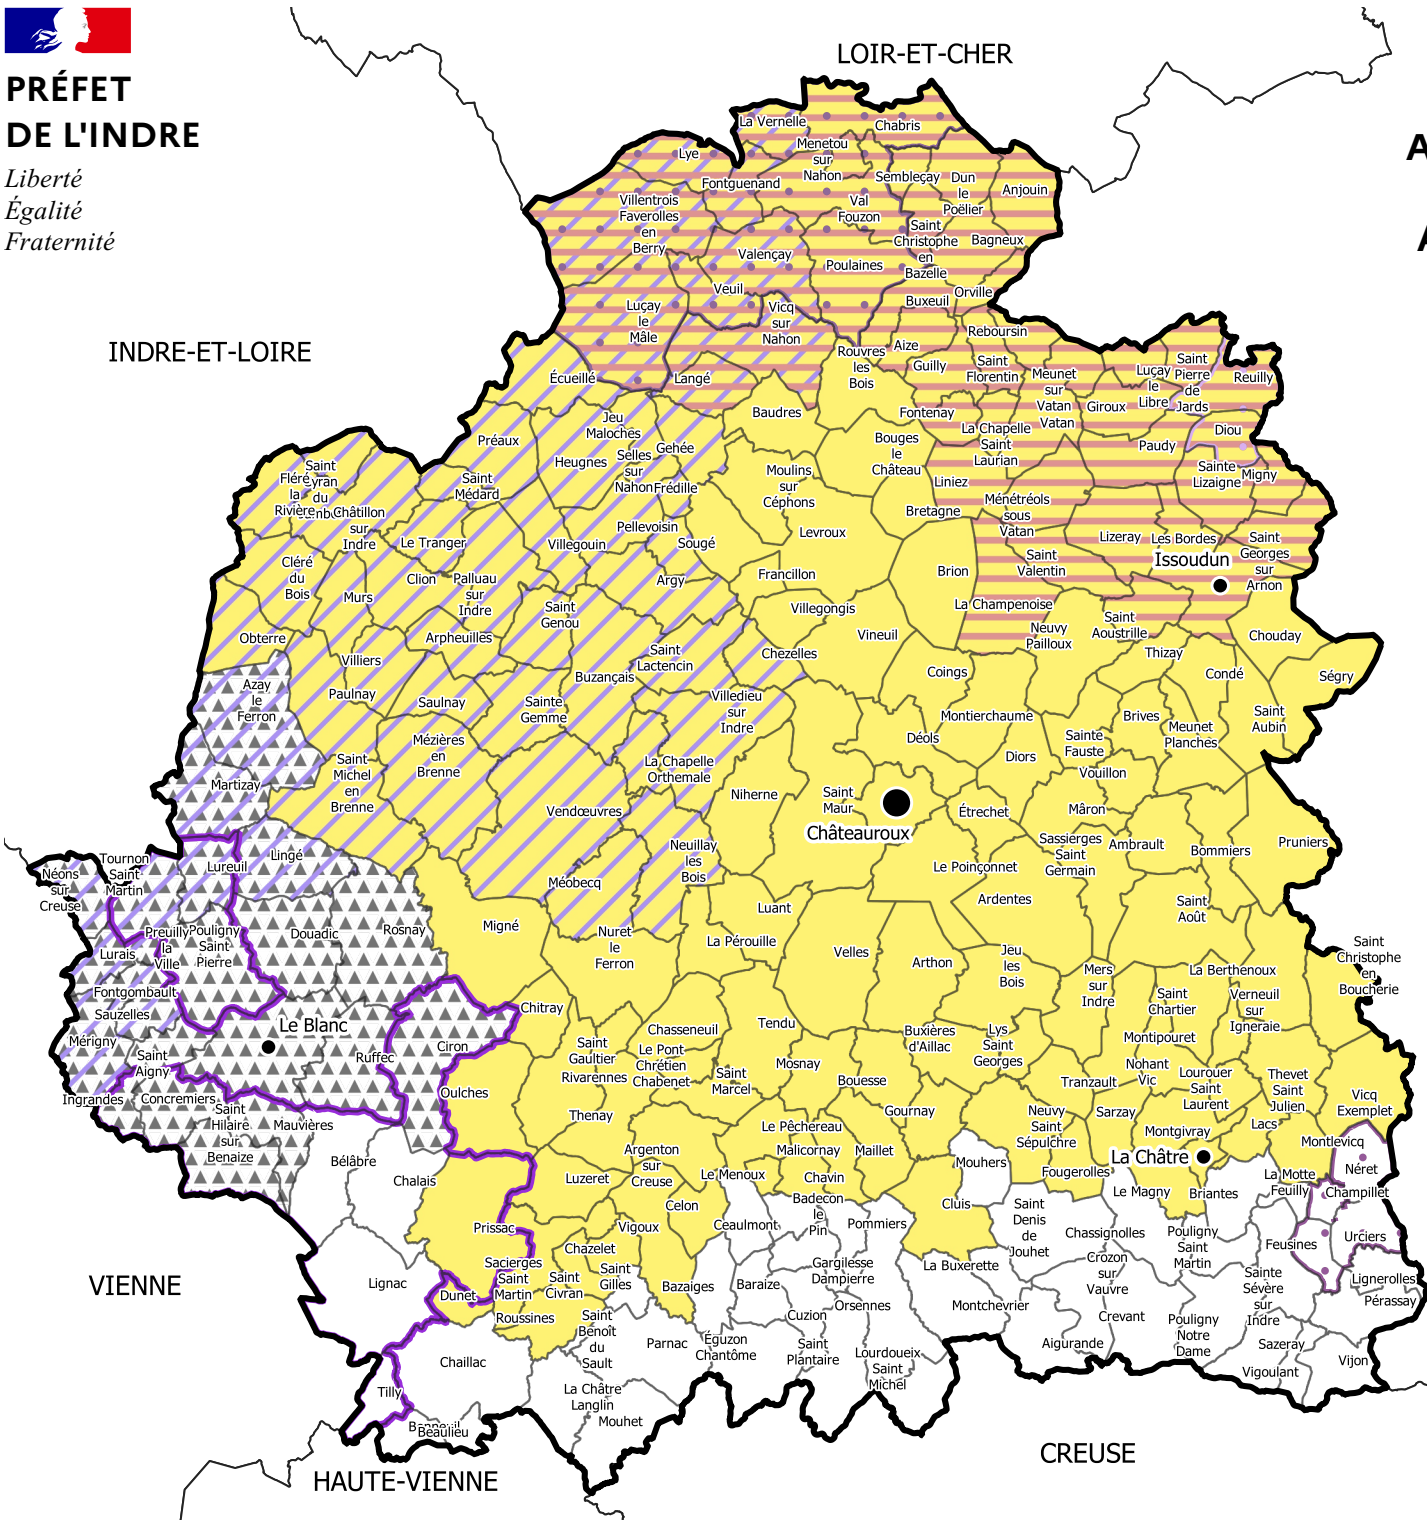 PRÉFET
DE L'INDRE
Liberté
Égalité
Fraternité
LOIR-ET-CHER
A
A
INDRE-ET-LOIRE
VIENNE
HAUTE-VIENNE
CREUSE
La Vernelle
Chabris
Lye
Menetou
sur
Nahon
Fontguenand
Sembleçay
Dun
le
Poëlier
Anjouin
Villentrois
Faverolles
en
Berry
Val
Fouzon
Saint
Christophe
en
Bazelle
Bagneux
Valençay
Poulaines
Veuil
Buxeuil
Orville
Luçay
le
Mâle
Vicq
sur
Nahon
Reboursin
Rouvres
les
Bois
Aize
Guilly
Saint
Florentin
Meunet
sur
Vatan
Vatan
Luçay
le
Libre
Saint
Pierre
de
Jards
Reuilly
Écueillé
Langé
Giroux
Baudres
Fontenay
La Chapelle
Saint
Laurian
Diou
Jeu
Maloches
Préaux
Bouges
le
Château
Paudy
Gehée
Heugnes
Selles
sur
Nahon
Frédille
Saint
Médard
Moulins
sur
Céphons
Liniez
Sainte
Lizaigne
Migny
Saint
Fléré
la
Rivière
du
Châtillon
sur
Indre
Ménétréols
sous
Vatan
Bretagne
Pellevoisin
Levroux
Le Tranger
Villegouin
Sougé
Lizeray
Les Bordes
Saint
Georges
sur
Arnon
Issoudun
Cléré
du
Bois
Clion
Palluau
sur
Indre
Argy
Francillon
Brion
Saint
Valentin
Murs
Saint
Genou
Villegongis
La Champenoise
Neuvy
Pailloux
Saint
Aoustrille
Chouday
Obterre
Arpheuilles
Vineuil
Villiers
Saint
Lactencin
Chezelles
Thizay
Condé
Ségry
Azay
le
Ferron
Paulnay
Saulnay
Buzançais
Sainte
Gemme
Villedieu
sur
Indre
Coings
Montierchaume
Brives
Meunet
Planches
Saint
Aubin
Mézières
en
Brenne
Déols
Sainte
Fauste
Diors
Saint
Michel
en
Brenne
La Chapelle
Orthemale
Vouillon
Martizay
Niherne
Saint
Maur
Châteauroux
Étrechet
Mâron
Vendœuvres
Sassierges
Saint
Germain
Ambrault
Bommiers
Pruniers
Neuillay
les
Bois
Le Poinçonnet
Tournon
Saint
Martin
Lingé
Lureuil
Néons
sur
Creuse
Méobecq
Ardentes
Luant
Saint
Août
Migné
Rosnay
Douadic
Preuilly
la
Ville
Pouligny
Saint
Pierre
Nuret
le
Ferron
La Pérouille
Velles
Arthon
Jeu
les
Bois
Mers
sur
Indre
La Berthenoux
Saint
Christophe
en
Boucherie
Lurais
Fontgombault
Sauzelles
Mérigny
Chitray
Saint
Chartier
Verneuil
sur
Igneraie
Le Blanc
Ciron
Ruffec
Saint
Gaultier
Rivarennes
Chasseneuil
Tendu
Buxières
d'Aillac
Lys
Saint
Georges
Montipouret
Le Pont
Chrétien
Chabenet
Saint
Marcel
Mosnay
Bouesse
Saint
Aigny
Nohant
Vic
Lourouer
Saint
Laurent
Thevet
Saint
Julien
Tranzault
Ingrandes
Concremiers
Saint
Hilaire
sur
Benaize
Mauvières
Oulches
Thenay
Gournay
Neuvy
Saint
Sépulchre
Sarzay
Vicq
Exemplet
Le Pêchereau
Montgivray
Lacs
Montlevicq
Malicornay
Maillet
Argenton
sur
Creuse
La Châtre
Bélâbre
Chalais
Luzeret
Le Menoux
Chavin
Mouhers
Fougerolles
La Motte
Feuilly
Néret
Champillet
Le Magny
Briantes
Celon
Badecon
le
Pin
Cluis
Saint
Denis
de
Jouhet
Prissac
Vigoux
Ceaulmont
Pommiers
Chassignolles
Pouligny
Saint
Martin
Feusines
Urciers
Chazelet
Sacierges
Saint
Martin
Saint
Civran
Saint
Gilles
Gargilesse
Dampierre
La Buxerette
Crozon
sur
Vauvre
Sainte
Sévère
sur
Indre
Lignerolles
Pérassay
Lignac
Dunet
Bazaiges
Baraize
Roussines
Saint
Benoît
du
Sault
Cuzion
Orsennes
Montchevrier
Crevant
Parnac
Éguzon
Chantôme
Saint
Plantaire
Aigurande
Pouligny
Notre
Dame
Sazeray
Vijon
Chaillac
Lourdoueix
Saint
Michel
Vigoulant
Tilly
La Châtre
Langlin
Mouhet
Beaulieu